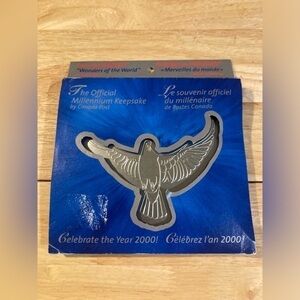 "Wonders of the World" «Merveilles du monde»
The Official
Millennium Keepsake
by Canada Post
Le souvenir officiel
du millénaire
de Postes Canada
Celebrate the Year 2000! Célébrez l'an 2000!